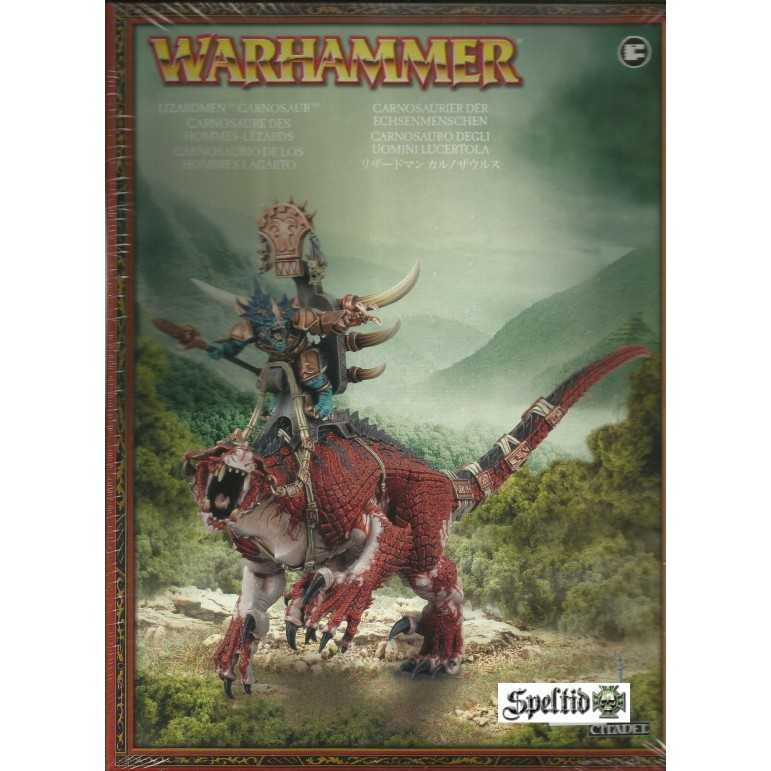 WARHAMMER
LIZARDMEN™ CARNOSAUR™
CARNOSAURE DES
HOMMES-LÉZARDS
CARNOSAURIO DE LOS
HOMBRES LAGARTO
CARNOSAURIER DER
ECHSENMENSCHEN
CARNOSAURO DEGLI
UOMINI LUCERTOLA
リザードマン カルノザウルス
Speltid
CITADEL